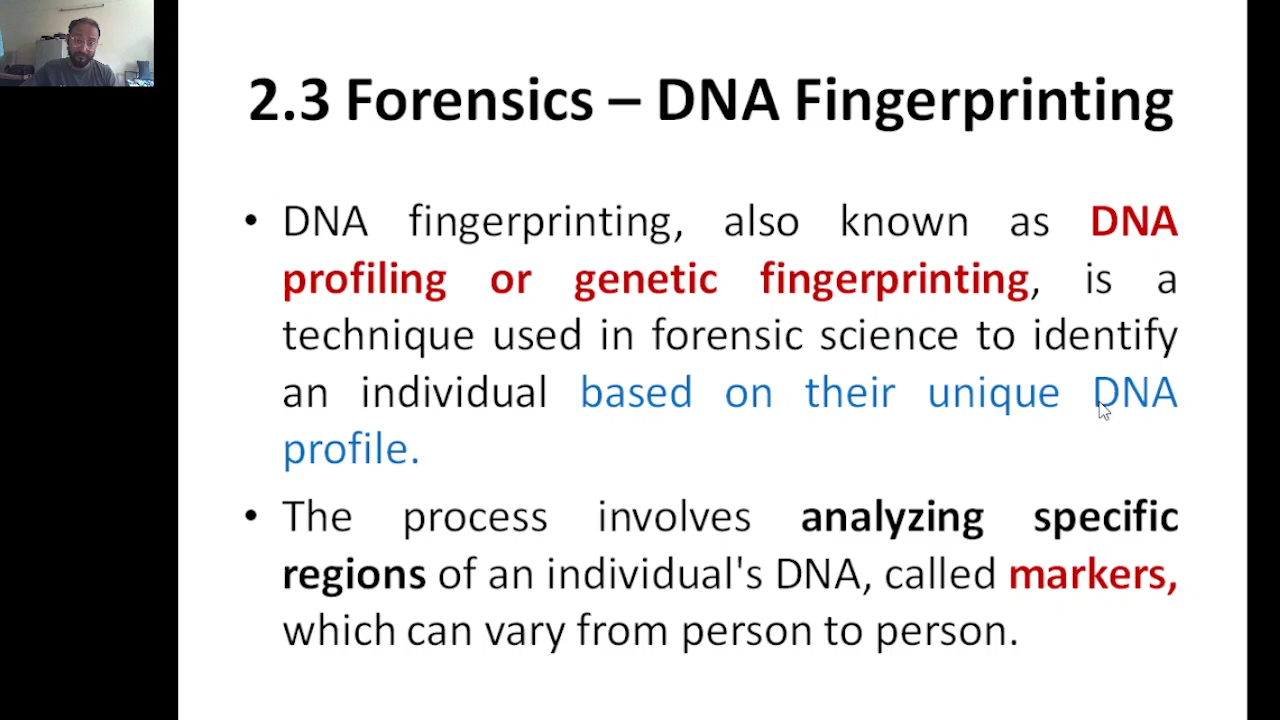 2.3 Forensics – DNA Fingerprinting
• DNA fingerprinting, also known as DNA
profiling or genetic fingerprinting, is a
technique used in forensic science to identify
an individual based on their unique DNA
profile.
• The process involves analyzing specific
regions of an individual's DNA, called markers,
which can vary from person to person.